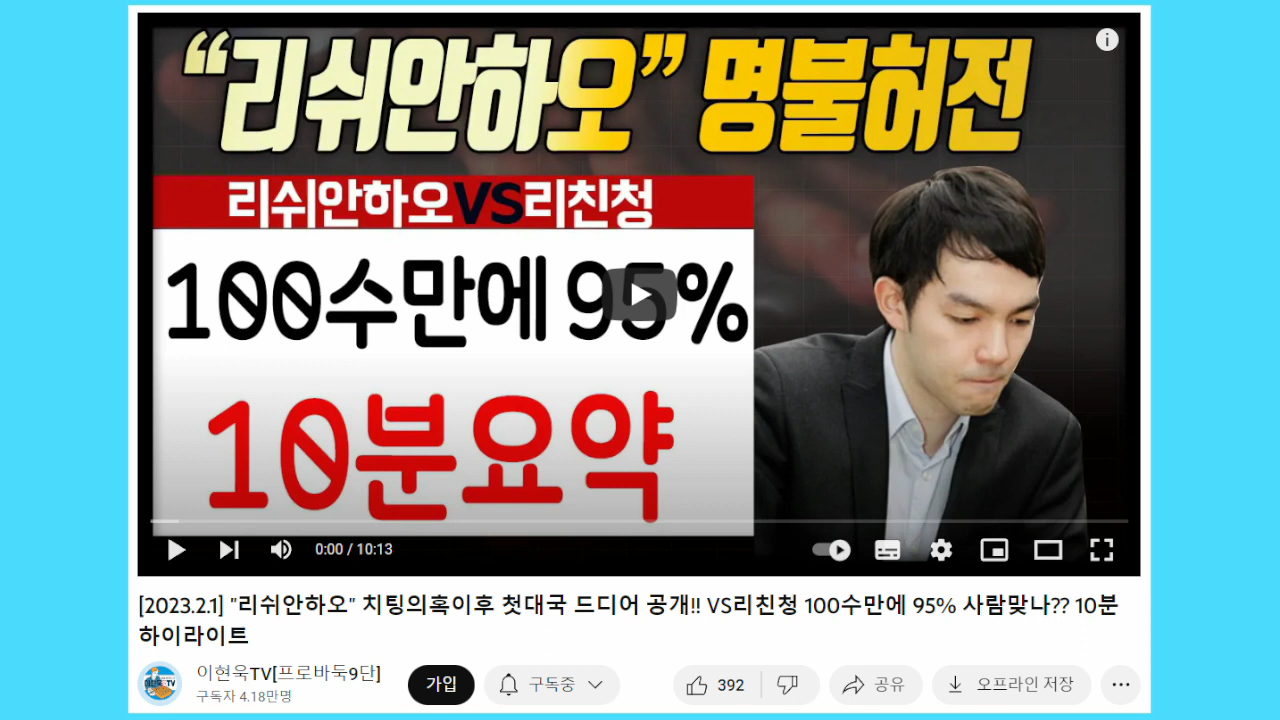 “리쉬안하오” 명불허전
리쉬안하오VS리친청
100수만에 95%
10분요약
0:00 / 10:13
[2023.2.1] "리쉬안하오" 치팅의혹이후 첫대국 드디어 공개!! VS리친청 100수만에 95% 사람맞나?? 10분
하이라이트
이현욱TV[프로바둑9단]
구독자 4.18만명
가입
구독중
392
공유
오프라인 저장